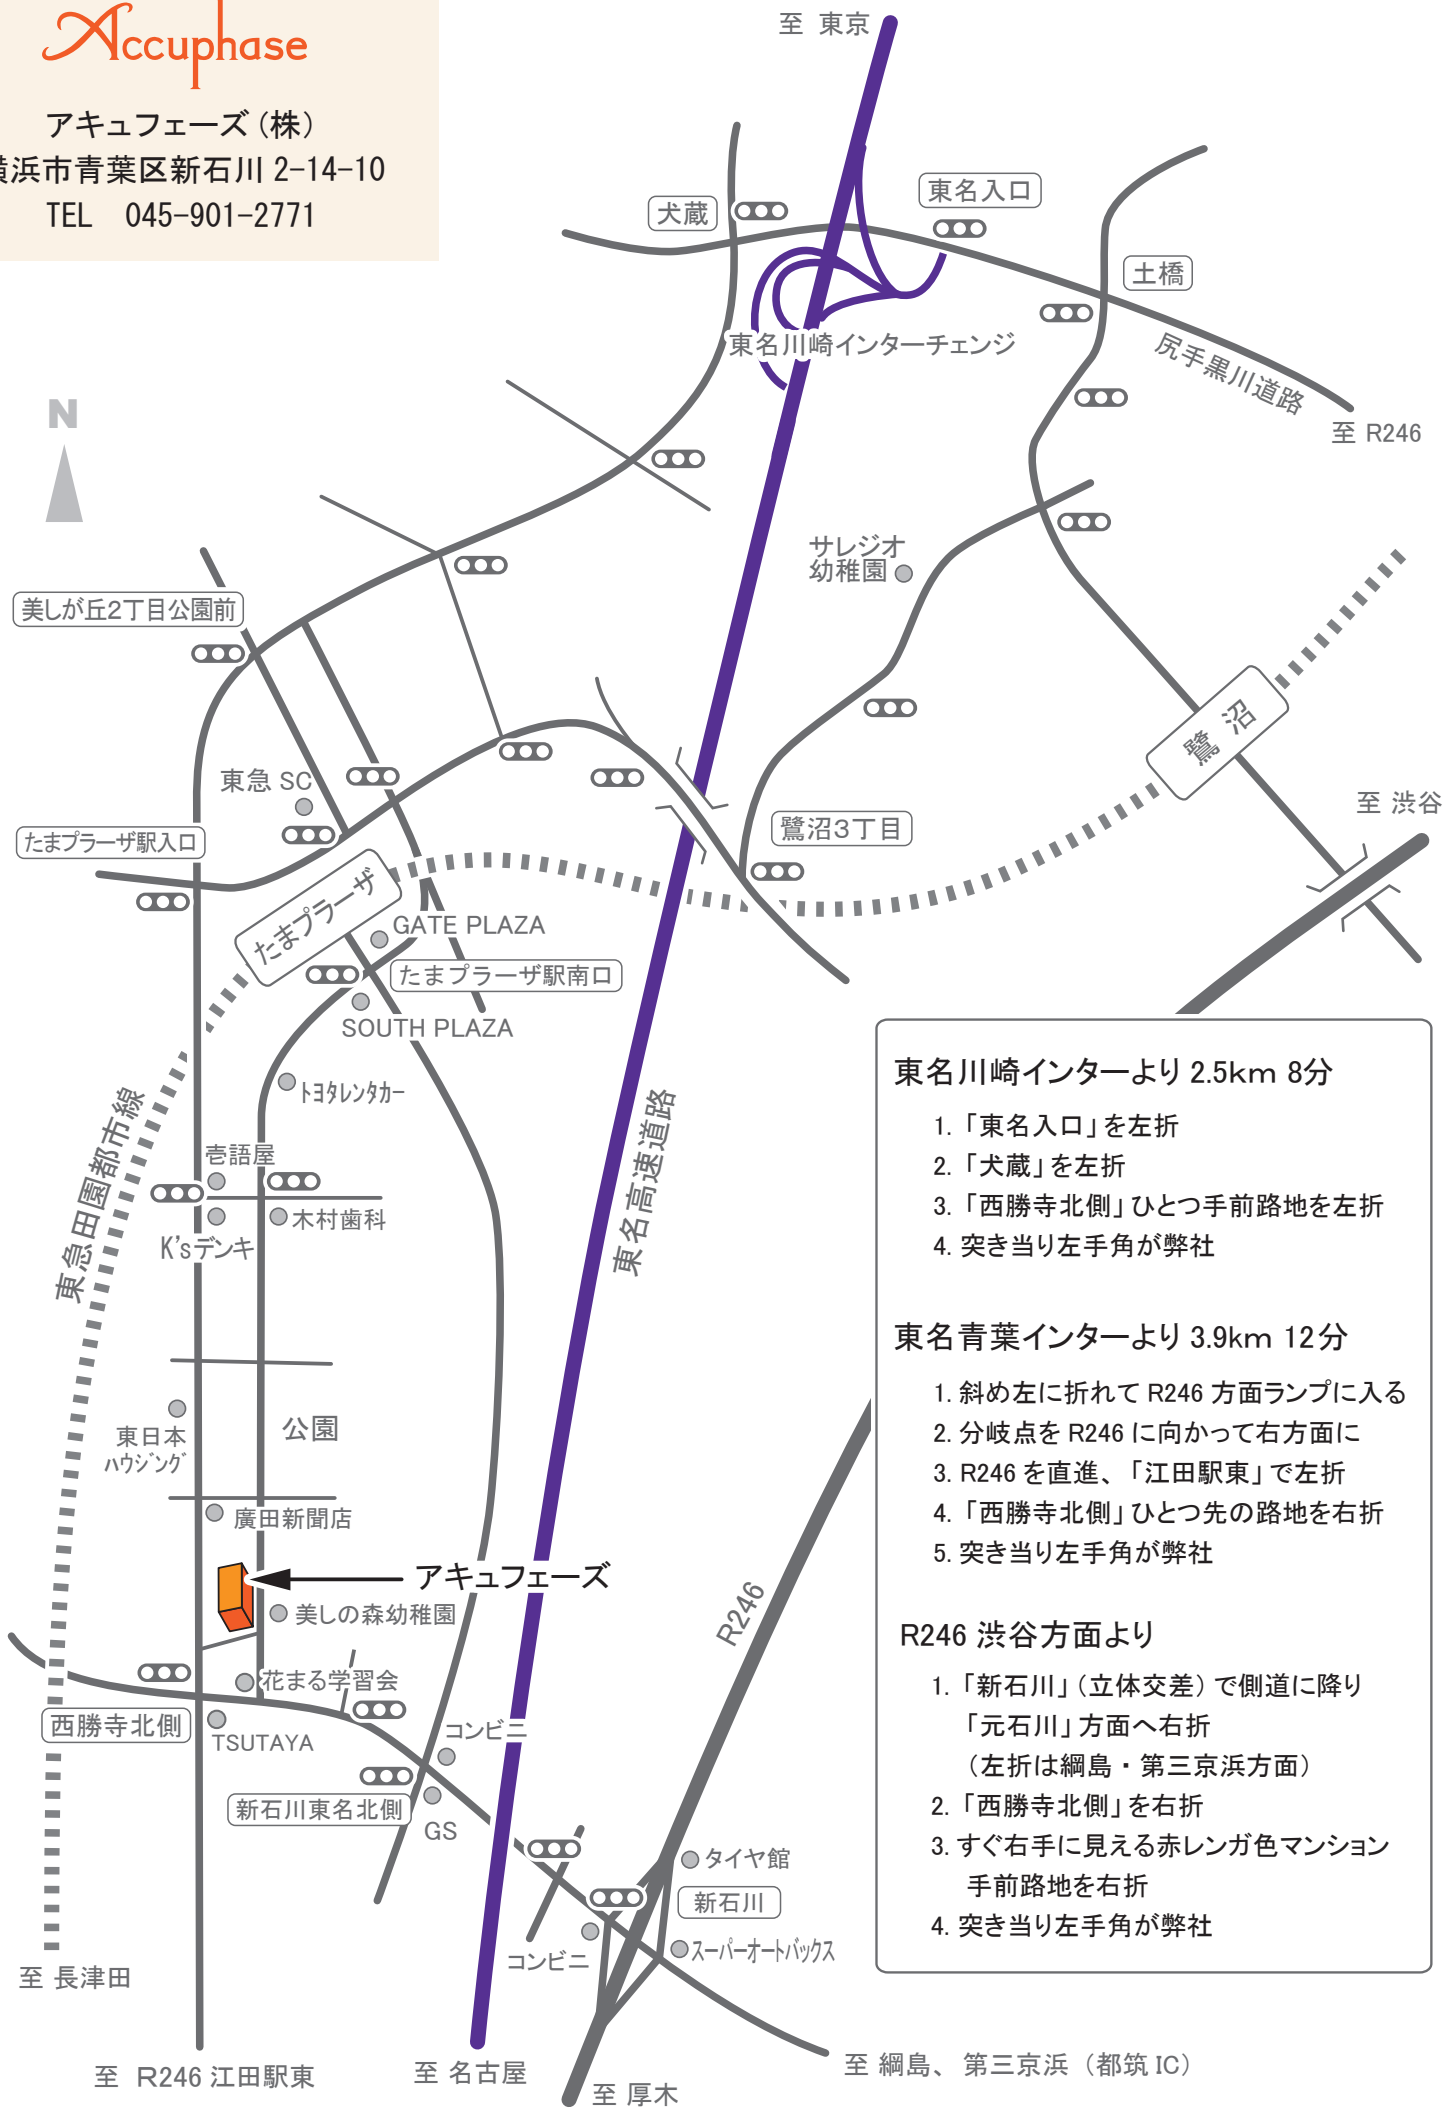 Accuphase
アキュフェーズ（株）
横浜市青葉区新石川 2-14-10
TEL 045-901-2771
至 東京
犬蔵
東名入口
土橋
東名川崎インターチェンジ
尻手黒川道路
至 R246
N
サレジオ
幼稚園
美しが丘2丁目公園前
鷺 沼
東急 SC
至 渋谷
たまプラーザ駅入口
鷺沼3丁目
たまプラーザ
GATE PLAZA
たまプラーザ駅南口
SOUTH PLAZA
トヨタレンタカー
東急田園都市線
東名高速道路
壱語屋
木村歯科
K'sデンキ
公園
東日本
ハウジング
廣田新聞店
アキュフェーズ
美しの森幼稚園
R246
花まる学習会
西勝寺北側
TSUTAYA
コンビニ
新石川東名北側
GS
タイヤ館
新石川
コンビニ
スーパーオートバックス
至 長津田
至 R246 江田駅東
至 名古屋
至 厚木
至 綱島、第三京浜（都筑 IC）
東名川崎インターより 2.5km 8分
1. 「東名入口」を左折
2. 「犬蔵」を左折
3. 「西勝寺北側」ひとつ手前路地を左折
4. 突き当り左手角が弊社
東名青葉インターより 3.9km 12分
1. 斜め左に折れて R246 方面ランプに入る
2. 分岐点を R246 に向かって右方面に
3. R246 を直進、「江田駅東」で左折
4. 「西勝寺北側」ひとつ先の路地を右折
5. 突き当り左手角が弊社
R246 渋谷方面より
1. 「新石川」（立体交差）で側道に降り
「元石川」方面へ右折
（左折は綱島・第三京浜方面）
2. 「西勝寺北側」を右折
3. すぐ右手に見える赤レンガ色マンション
手前路地を右折
4. 突き当り左手角が弊社